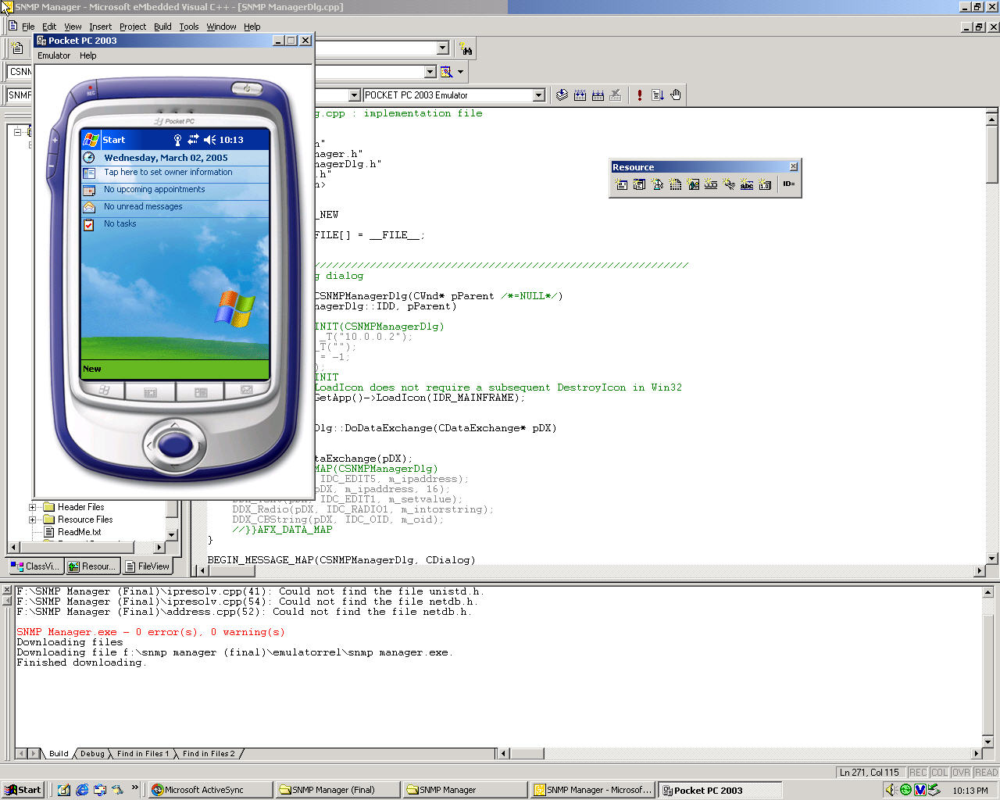 SNMP Manager - Microsoft eMbedded Visual C++ - [SNMP ManagerDlg.cpp]
File Edit View Insert Project Build Tools Window Help
Pocket PC 2003
Emulator Help
CSN
SNMF
POCKET PC 2003 Emulator
REC
Pocket PC
Start 10:13
Wednesday, March 02, 2005
Tap here to set owner information
No upcoming appointments
No unread messages
No tasks
New
g.cpp : implementation file
h"
ager.h"
agerDlg.h"
.h"
h>
_NEW
FILE[] = __FILE__;
g dialog
CSNMPManagerDlg(CWnd* pParent /*=NULL*/)
nagerDlg::IDD, pParent)
INIT(CSNMPManagerDlg)
_T("10.0.0.2");
_T("");
= -1;
);
INIT
LoadIcon does not require a subsequent DestroyIcon in Win32
GetApp()->LoadIcon(IDR_MAINFRAME);
Dlg::DoDataExchange(CDataExchange* pDX)
taExchange(pDX);
MAP(CSNMPManagerDlg)
IDC_EDIT5, m_ipaddress);
pDX, m_ipaddress, 16);
DDX_Text(pDX, IDC_EDIT1, m_setvalue);
DDX_Radio(pDX, IDC_RADIO1, m_intorstring);
DDX_CBString(pDX, IDC_OID, m_oid);
//}}AFX_DATA_MAP
}
BEGIN_MESSAGE_MAP(CSNMPManagerDlg, CDialog)
Resource
abc 1.0 ID=
Header Files
Resource Files
ReadMe.txt
ClassVi... Resour... FileView
F:\SNMP Manager (Final)\ipresolv.cpp(41): Could not find the file unistd.h.
F:\SNMP Manager (Final)\ipresolv.cpp(54): Could not find the file netdb.h.
F:\SNMP Manager (Final)\address.cpp(52): Could not find the file netdb.h.
SNMP Manager.exe - 0 error(s), 0 warning(s)
Downloading files
Downloading file f:\snmp manager (final)\emulatorrel\snmp manager.exe.
Finished downloading.
Build Debug Find in Files 1 Find in Files 2
Ln 271, Col 115 REC COL OVR READ
Start » Microsoft ActiveSync SNMP Manager (Final) SNMP Manager SNMP Manager - Microsof... Pocket PC 2003 10:13 PM